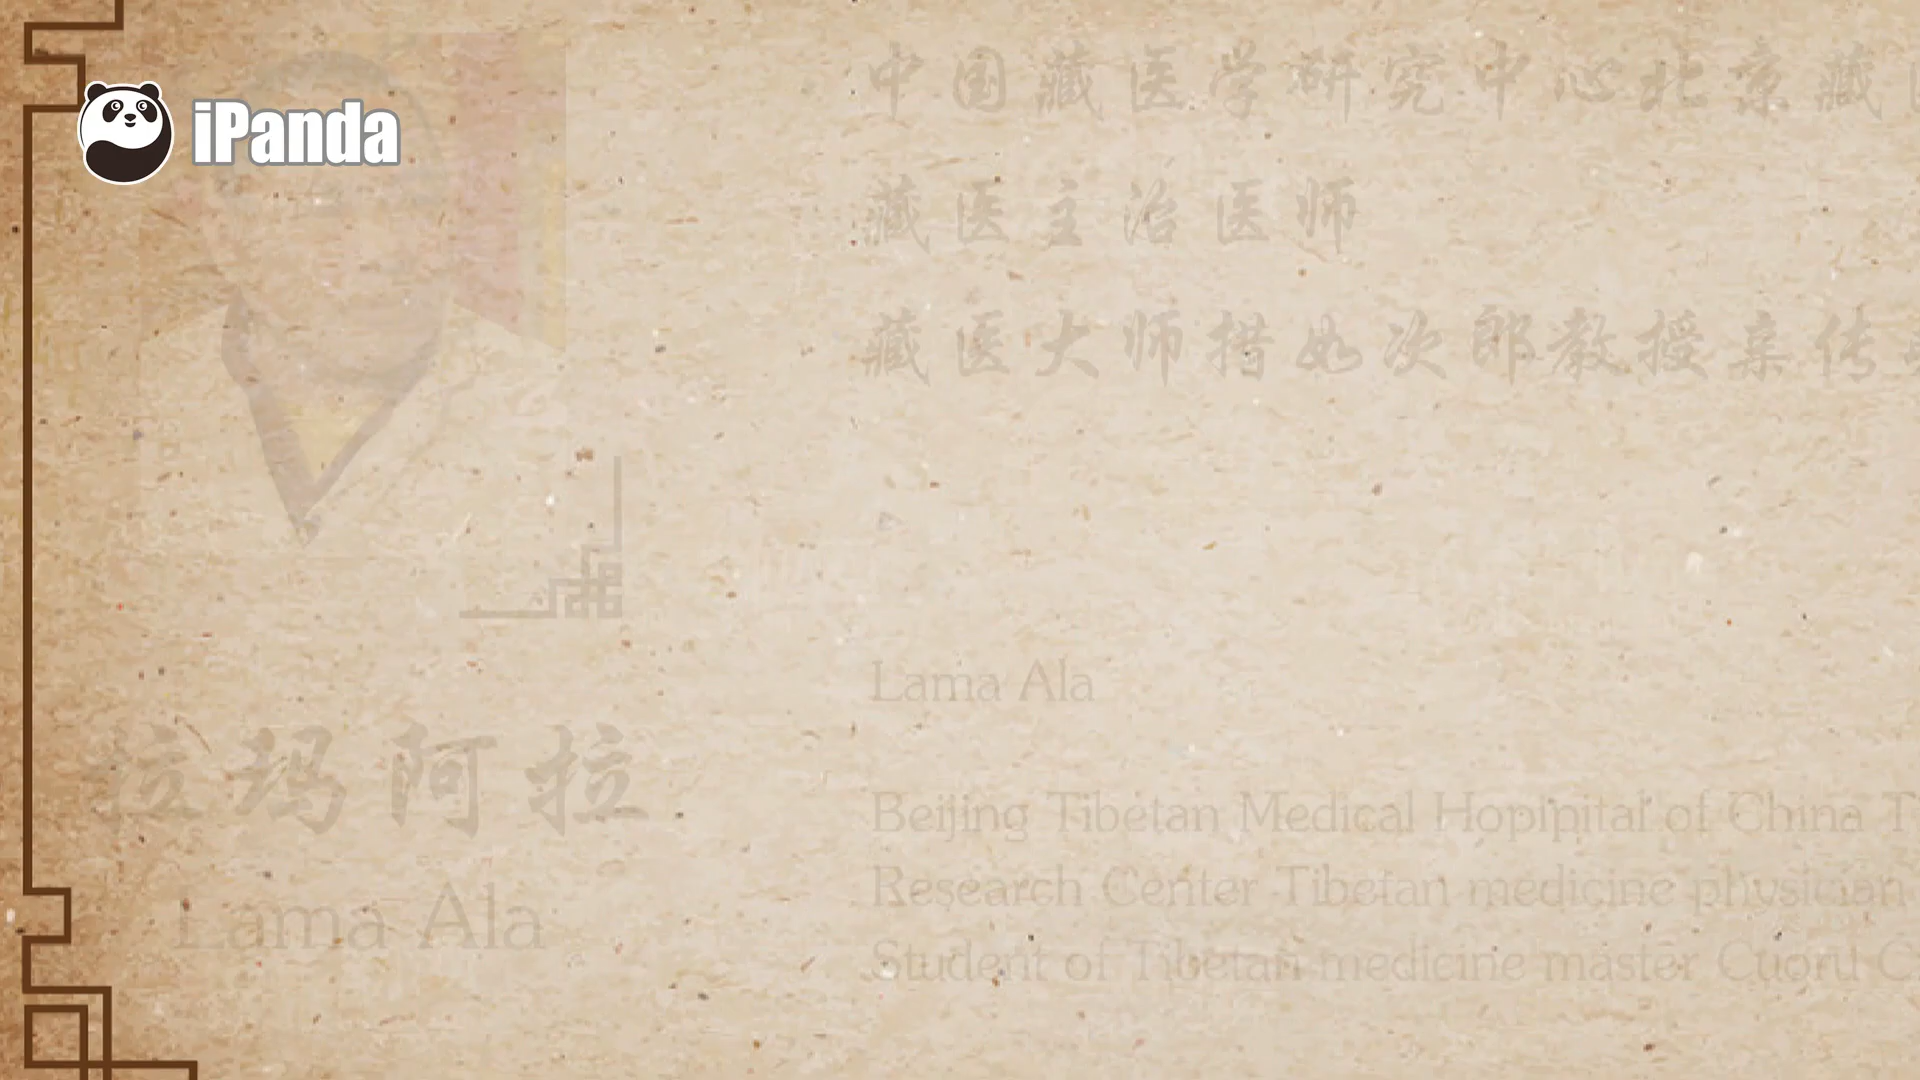 iPanda
中国藏医学研究中心北京藏
藏医主治医师
藏医大师措如次郎教授亲传
Lama Ala
拉玛阿拉
Lama Ala
Beijing Tibetan Medical Hopipital of China T
Research Center Tibetan medicine physician
Student of Tibetan medicine master Cuoru C